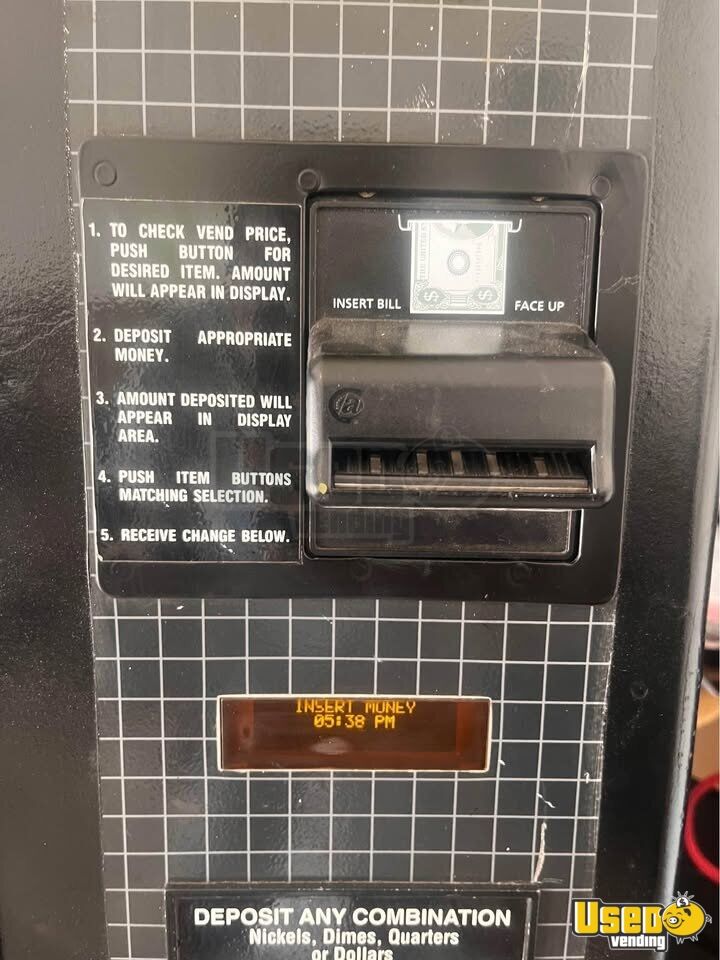 1. TO CHECK VEND PRICE,
PUSH BUTTON FOR
DESIRED ITEM. AMOUNT
WILL APPEAR IN DISPLAY.
2. DEPOSIT APPROPRIATE
MONEY.
3. AMOUNT DEPOSITED WILL
APPEAR IN DISPLAY
AREA.
4. PUSH ITEM BUTTONS
MATCHING SELECTION.
5. RECEIVE CHANGE BELOW.
INSERT BILL
FACE UP
INSERT MONEY
05:38 PM
DEPOSIT ANY COMBINATION
Nickels, Dimes, Quarters
or Dollars
Used
vending
Used
vending